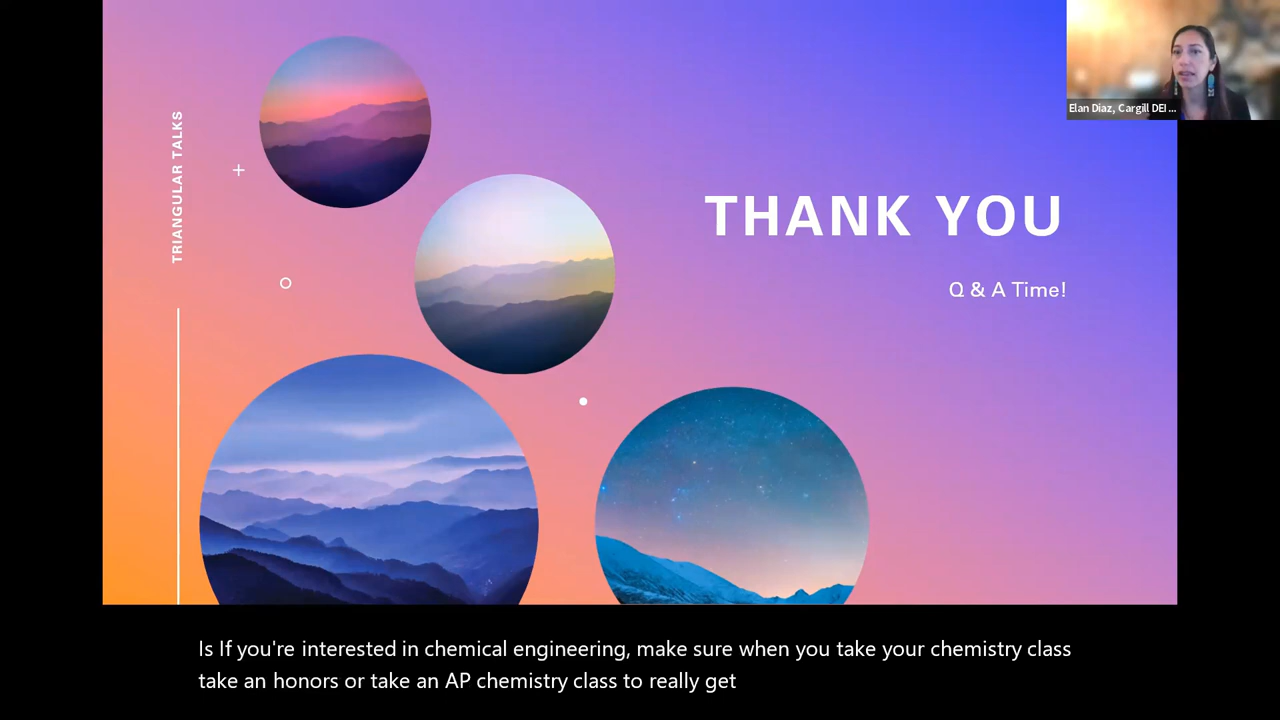 TRIANGULAR TALKS
THANK YOU
Q & A Time!
Elan Diaz, Cargill DEI ...
Is If you're interested in chemical engineering, make sure when you take your chemistry class
take an honors or take an AP chemistry class to really get